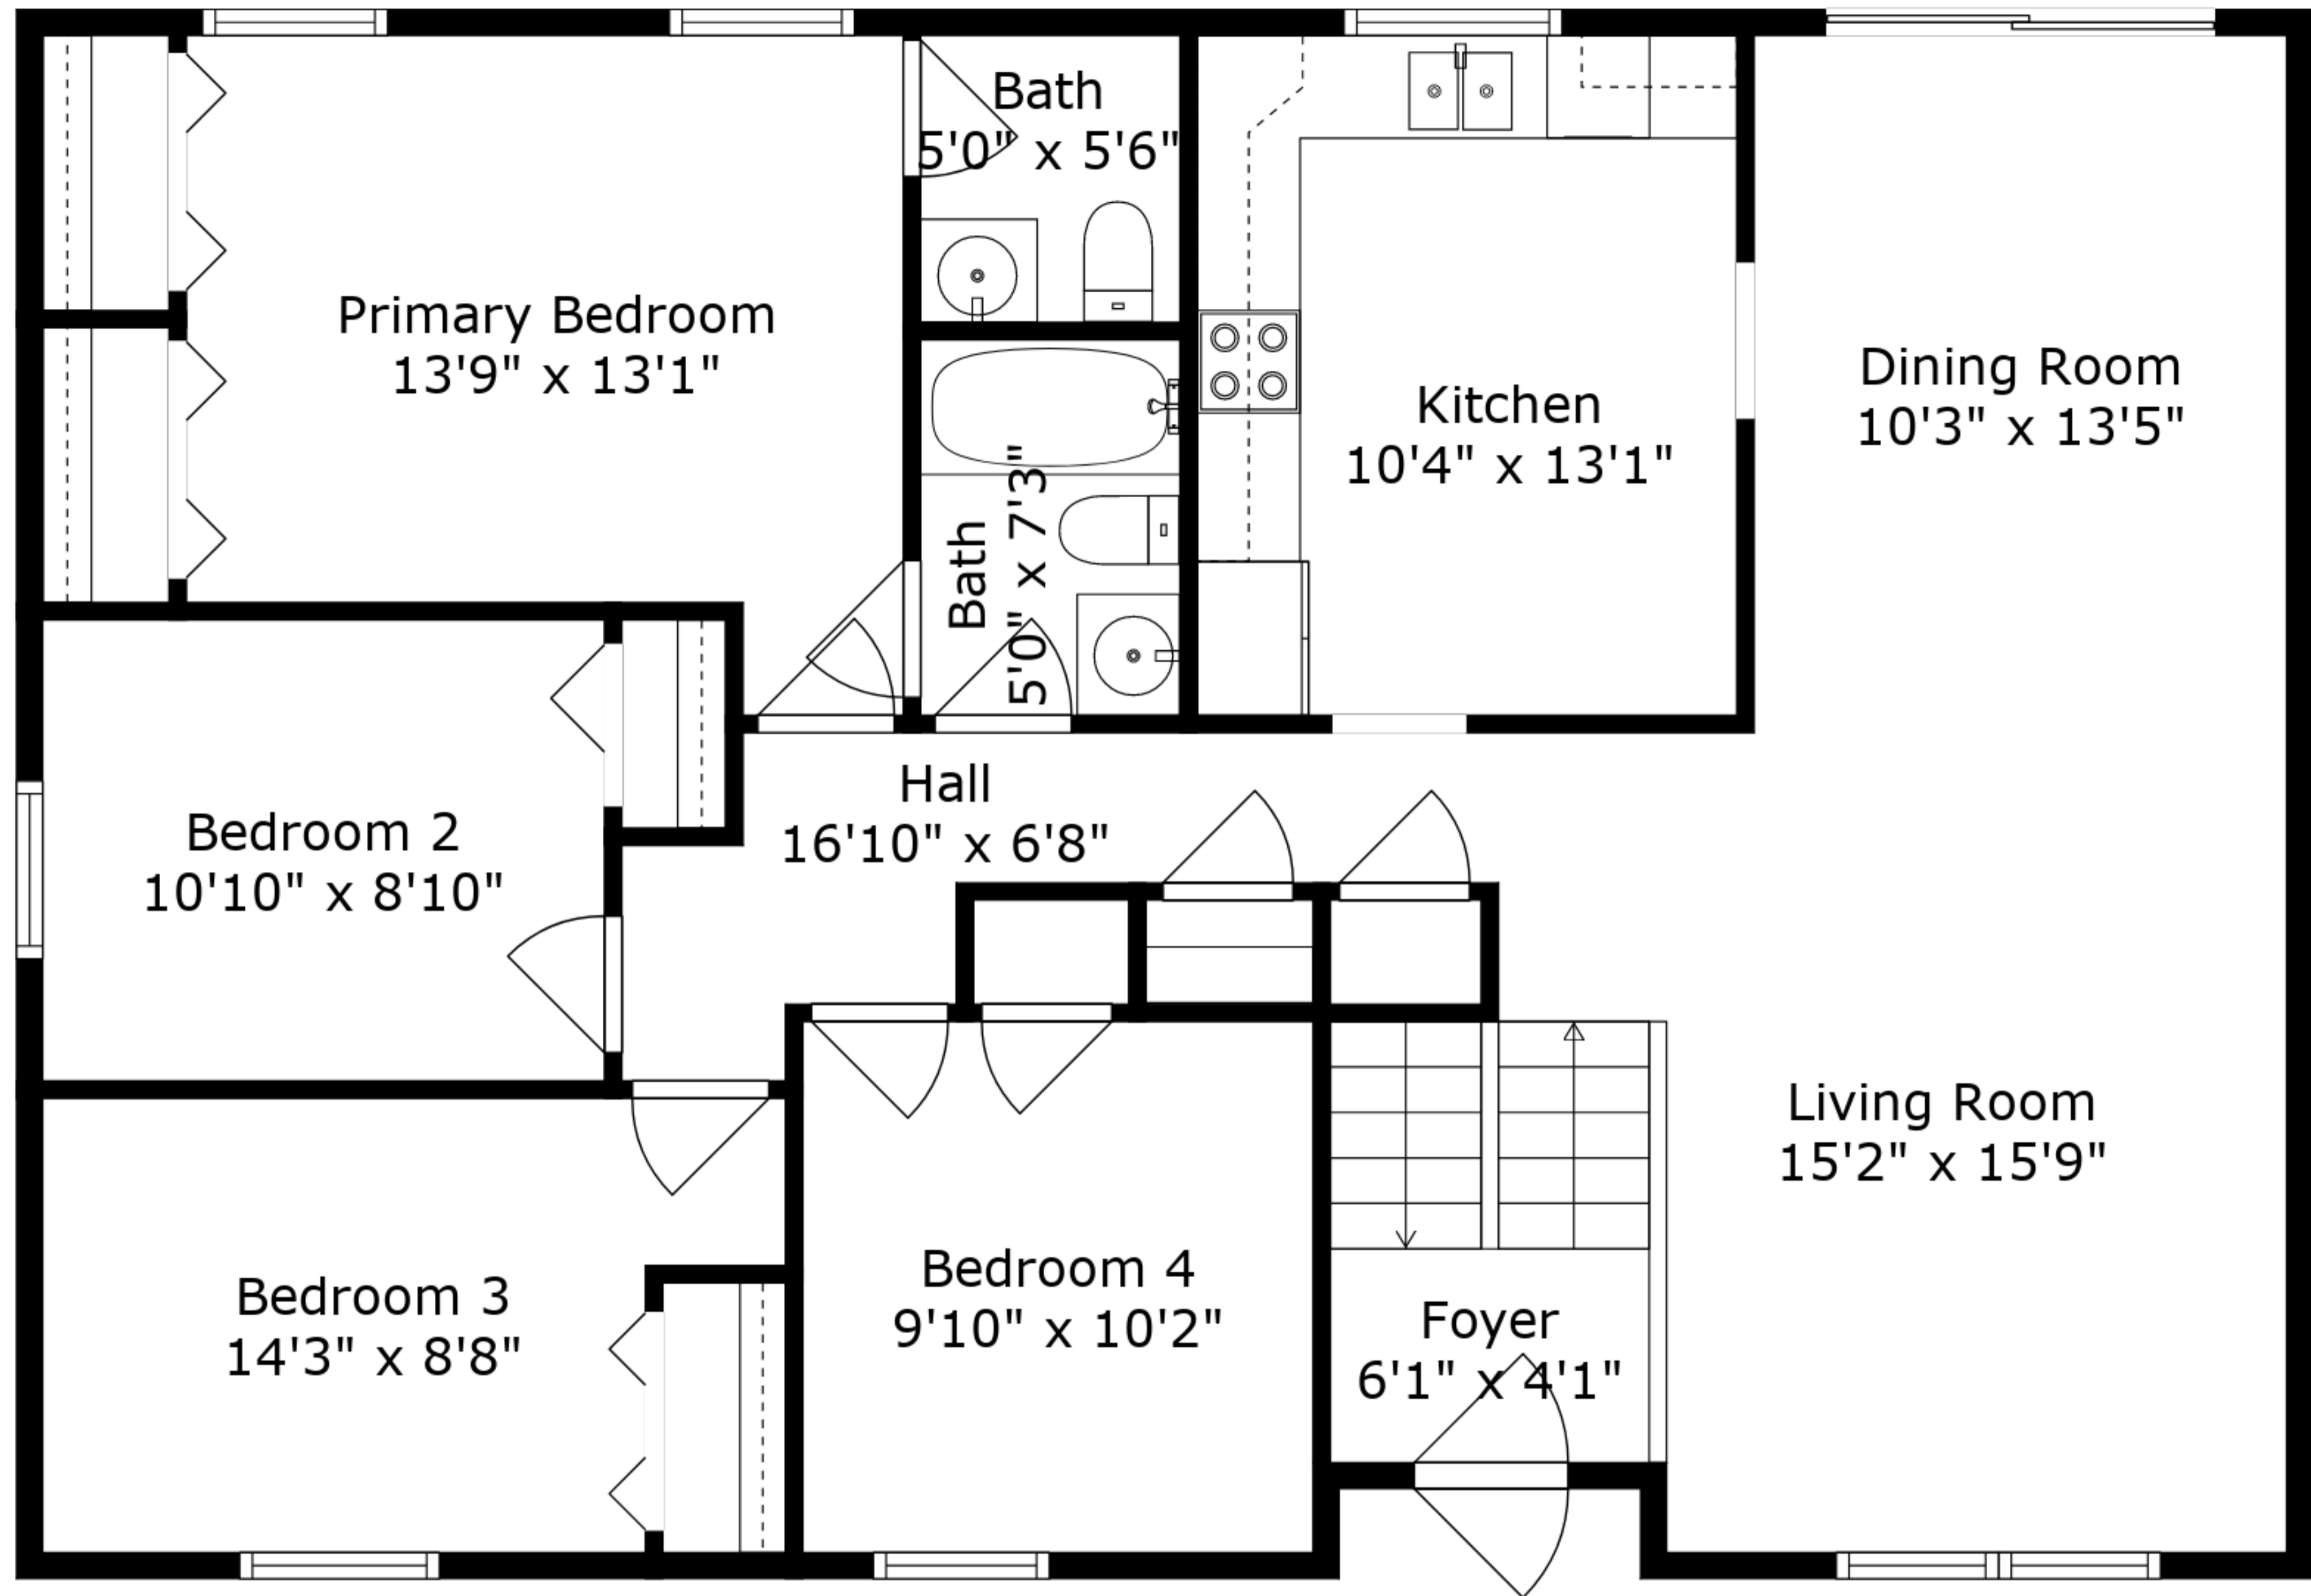 Bath
5'0" x 5'6"
Primary Bedroom
13'9" x 13'1"
Kitchen
10'4" x 13'1"
Dining Room
10'3" x 13'5"
Bath
5'0" x 7'3"
Hall
16'10" x 6'8"
Bedroom 2
10'10" x 8'10"
Living Room
15'2" x 15'9"
Bedroom 3
14'3" x 8'8"
Bedroom 4
9'10" x 10'2"
Foyer
6'1" x 4'1"